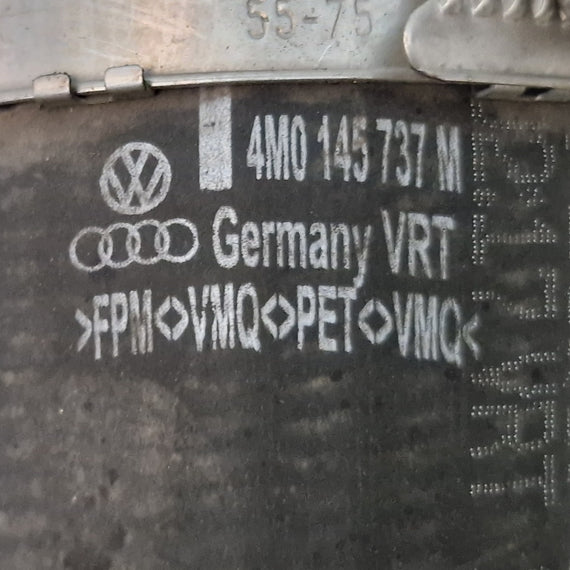 55-75
4M0 145 737 M
Germany VRT
>FPM<>VMQ<>PET<>VMQ<